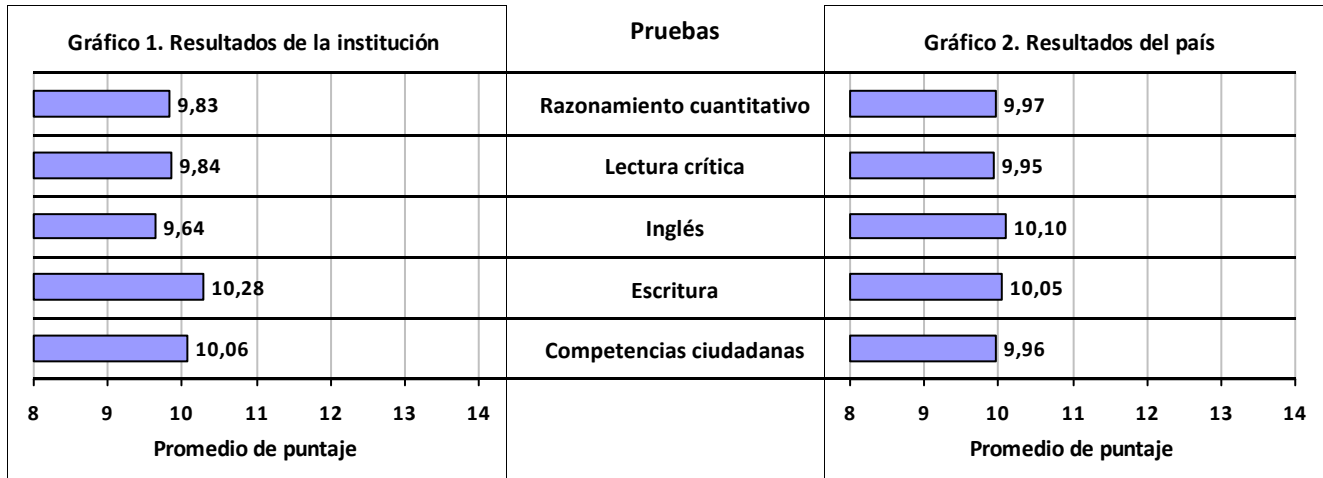 Gráfico 1. Resultados de la institución
Pruebas
Gráfico 2. Resultados del país
9,83
Razonamiento cuantitativo
9,97
9,84
Lectura crítica
9,95
9,64
Inglés
10,10
10,28
Escritura
10,05
10,06
Competencias ciudadanas
9,96
8 9 10 11 12 13 14
8 9 10 11 12 13 14
Promedio de puntaje
Promedio de puntaje